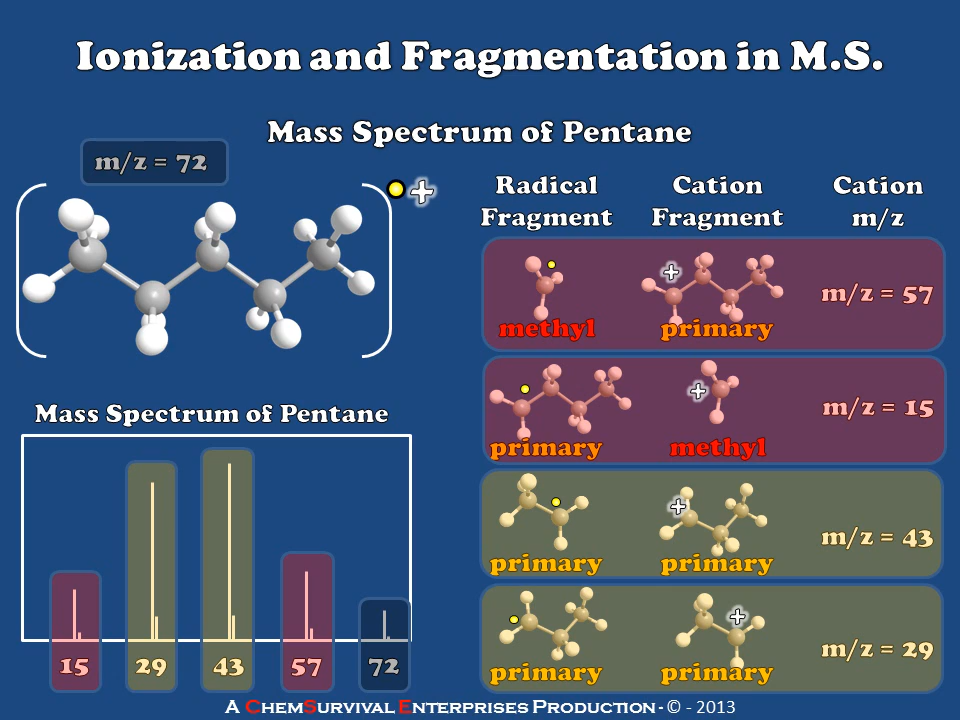 Ionization and Fragmentation in M.S.
Mass Spectrum of Pentane
m/z = 72
+
Radical Fragment
Cation Fragment
Cation m/z
+
methyl
primary
m/z = 57
+
primary
methyl
m/z = 15
+
primary
primary
m/z = 43
+
primary
primary
m/z = 29
Mass Spectrum of Pentane
15
29
43
57
72
A ChemSurvival Enterprises Production - © - 2013